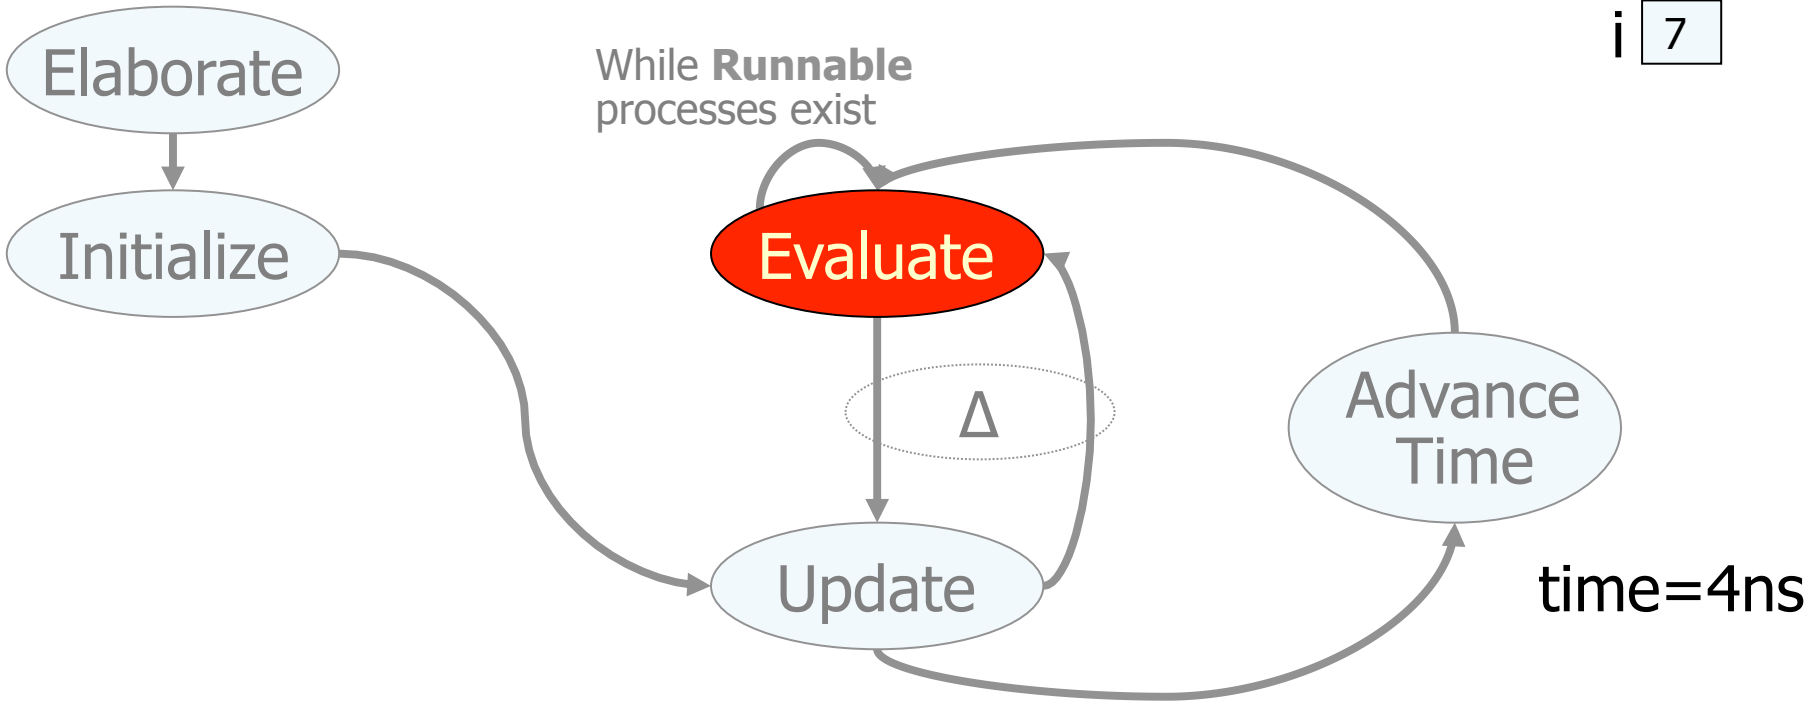 Elaborate
While Runnable
processes exist
i 7
Initialize
Evaluate
Δ
Advance
Time
Update
time=4ns